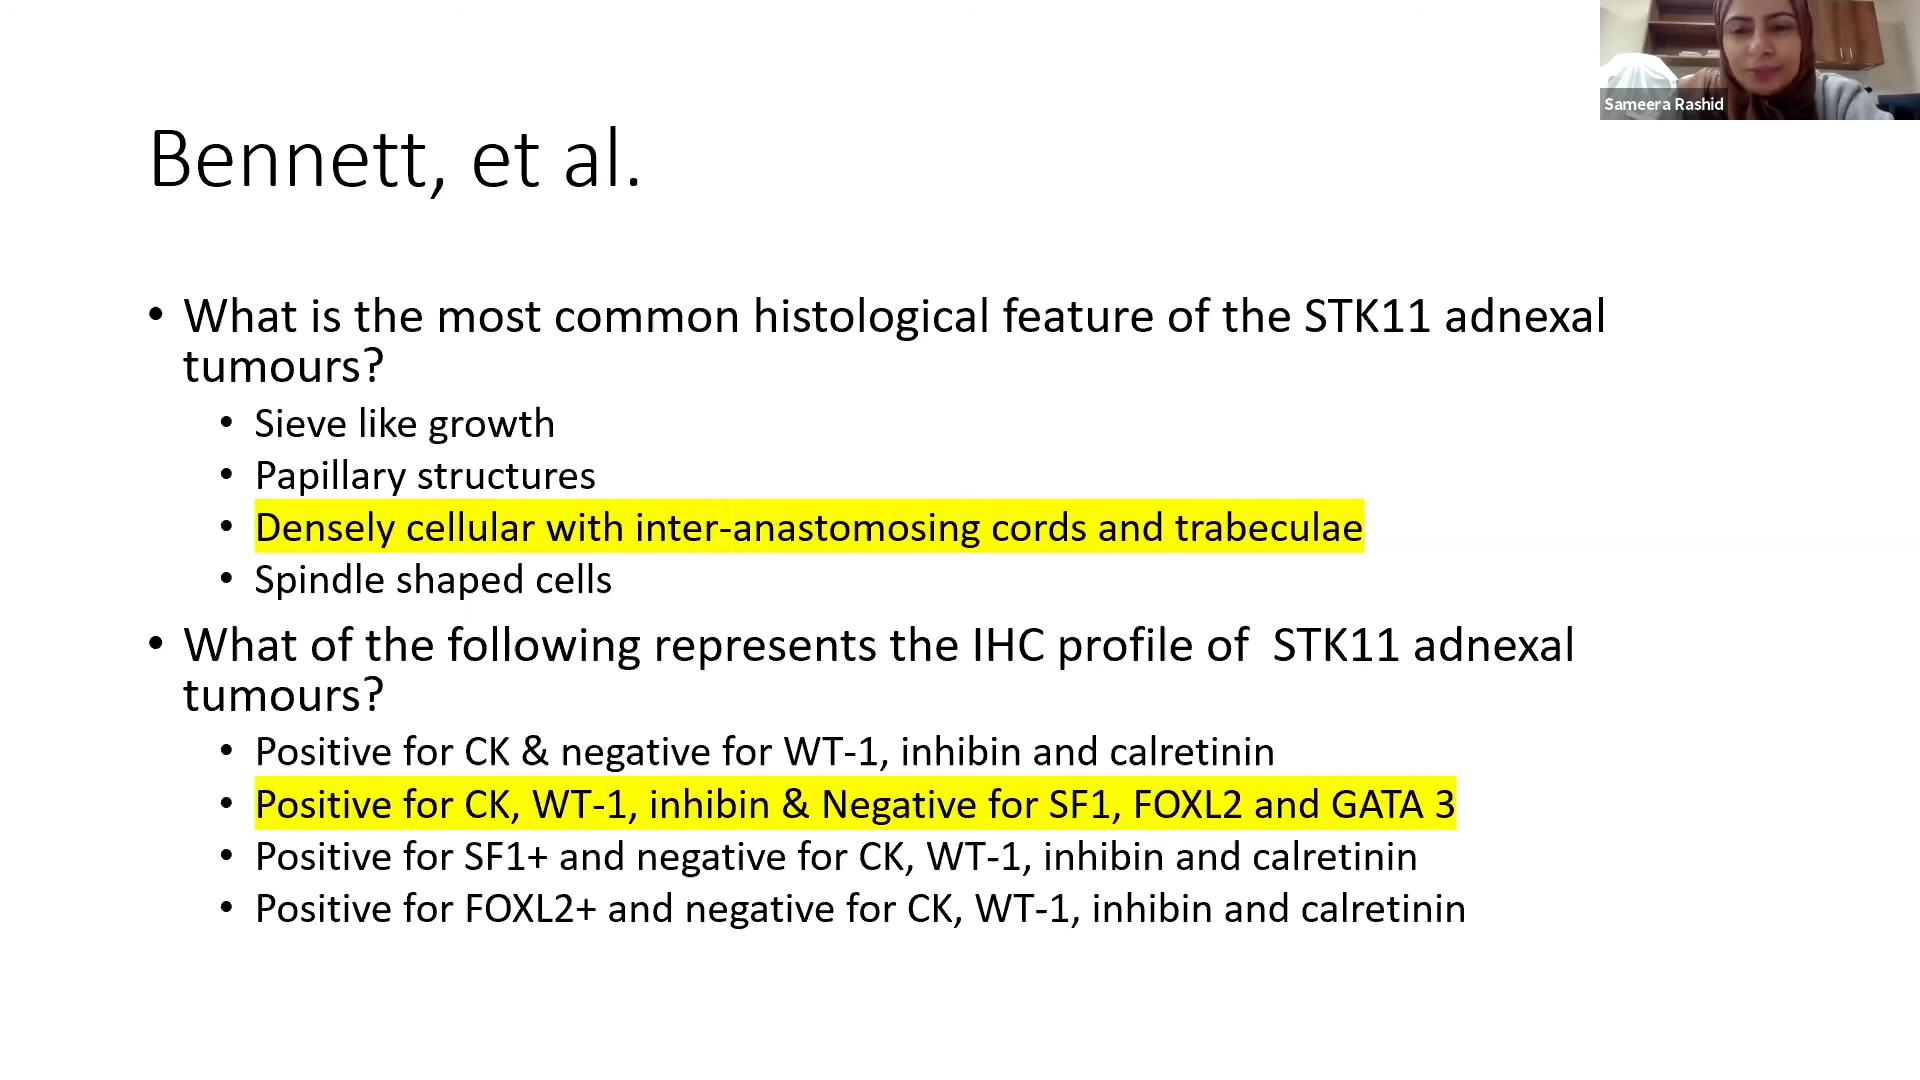 Sameera Rashid
Bennett, et al.
• What is the most common histological feature of the STK11 adnexal
tumours?
• Sieve like growth
• Papillary structures
• Densely cellular with inter-anastomosing cords and trabeculae
• Spindle shaped cells
• What of the following represents the IHC profile of  STK11 adnexal
tumours?
• Positive for CK & negative for WT-1, inhibin and calretinin
• Positive for CK, WT-1, inhibin & Negative for SF1, FOXL2 and GATA 3
• Positive for SF1+ and negative for CK, WT-1, inhibin and calretinin
• Positive for FOXL2+ and negative for CK, WT-1, inhibin and calretinin